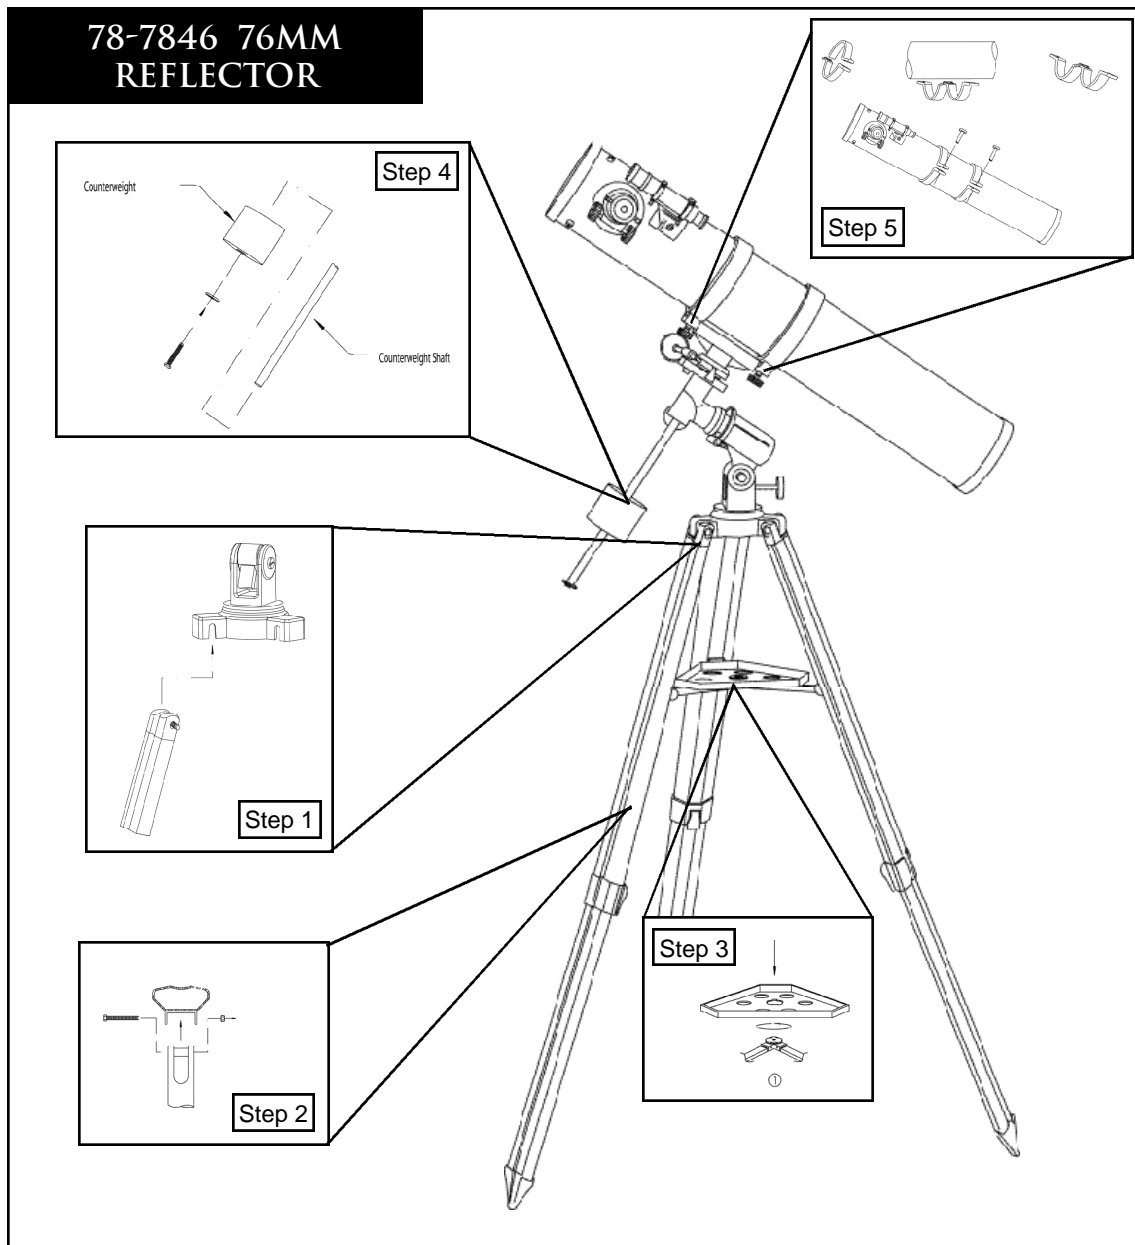 78-7846 76MM
REFLECTOR
Step 4
Counterweight
Counterweight Shaft
Step 5
Step 1
Step 2
Step 3
①